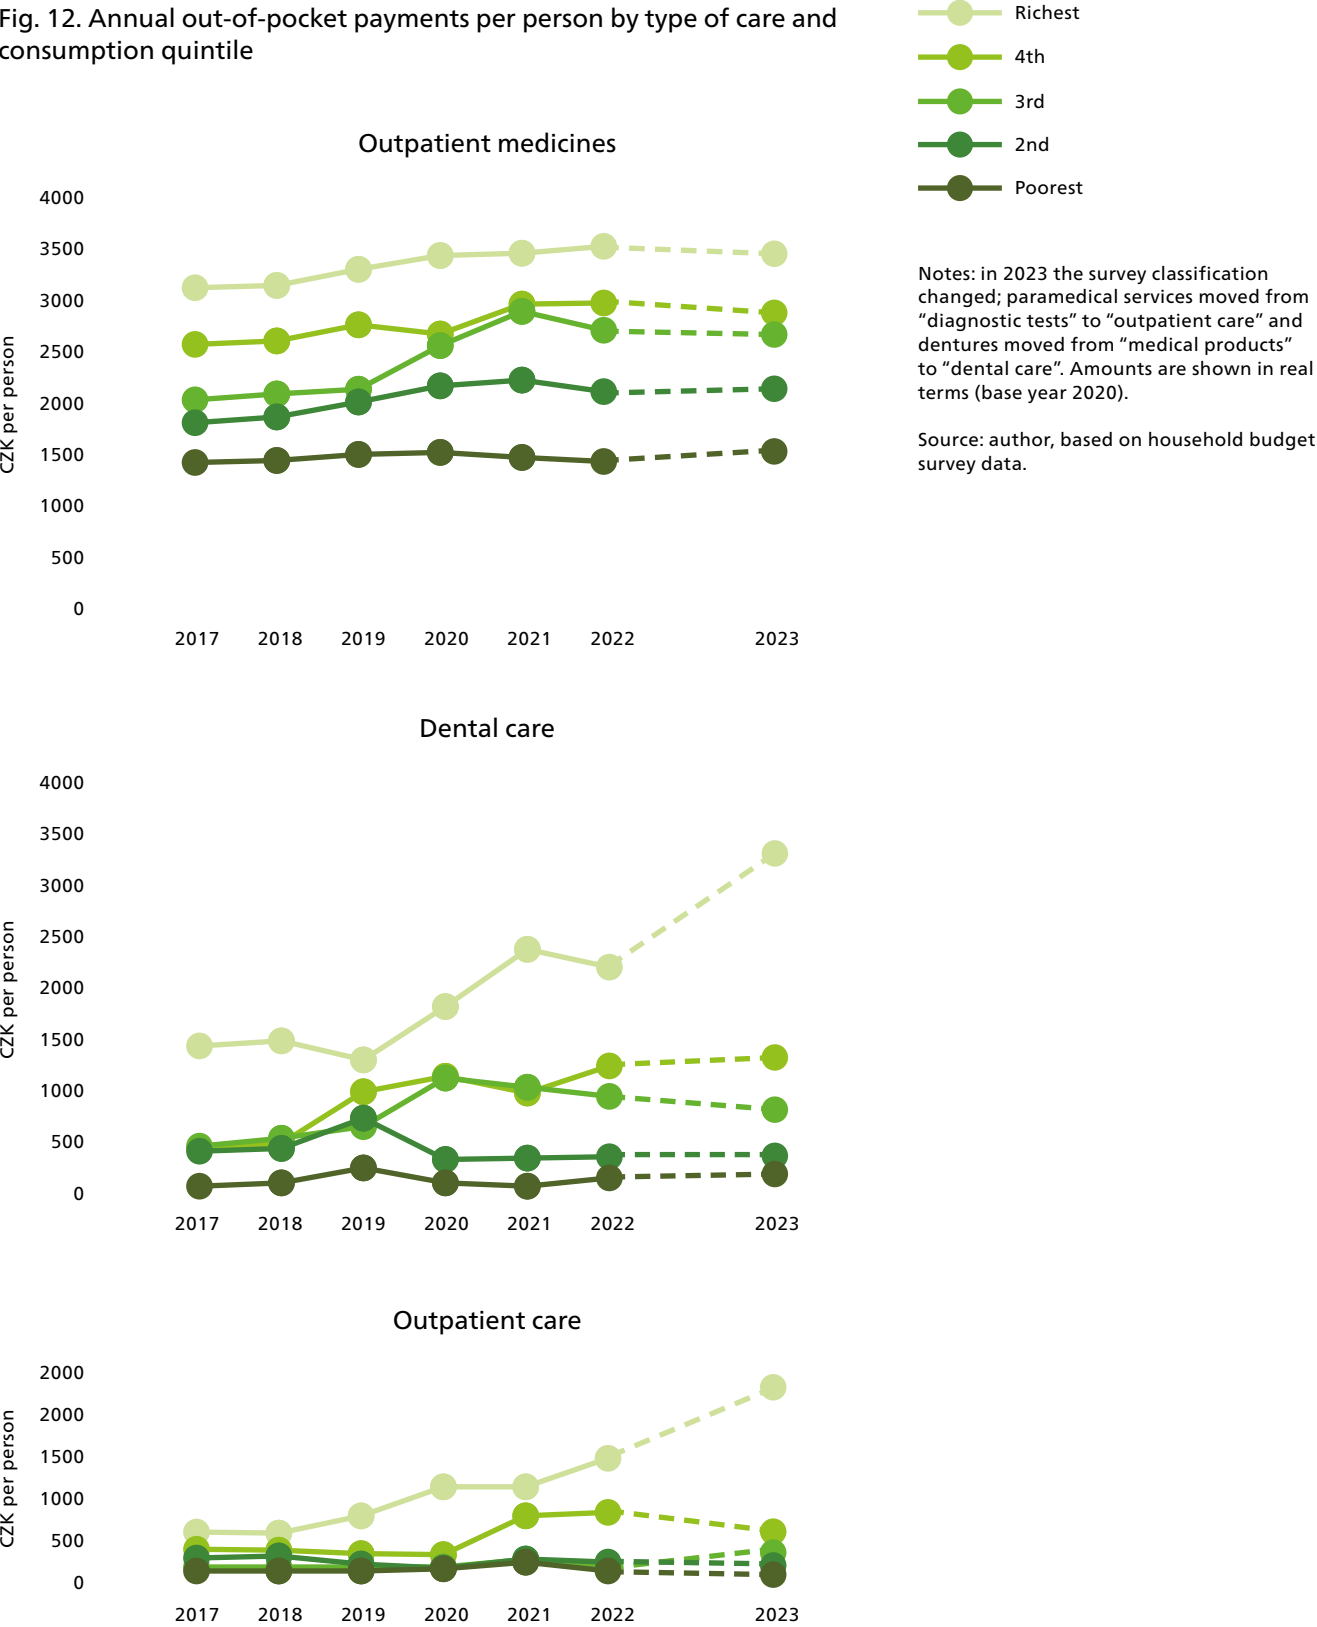 Fig. 12. Annual out-of-pocket payments per person by type of care and
consumption quintile
Richest
4th
3rd
2nd
Poorest
Notes: in 2023 the survey classification
changed; paramedical services moved from
“diagnostic tests” to “outpatient care” and
dentures moved from “medical products”
to “dental care”. Amounts are shown in real
terms (base year 2020).
Source: author, based on household budget
survey data.
Outpatient medicines
CZK per person
4000
3500
3000
2500
2000
1500
1000
500
0
2017 2018 2019 2020 2021 2022 2023
Dental care
CZK per person
4000
3500
3000
2500
2000
1500
1000
500
0
2017 2018 2019 2020 2021 2022 2023
Outpatient care
CZK per person
2000
2000
1500
1000
500
0
2017 2018 2019 2020 2021 2022 2023